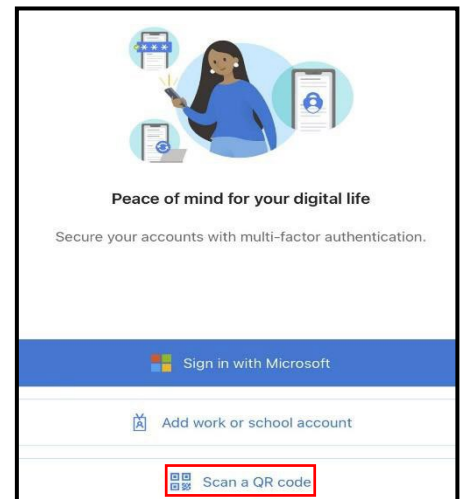 Peace of mind for your digital life
Secure your accounts with multi-factor authentication.
Sign in with Microsoft
Add work or school account
Scan a QR code